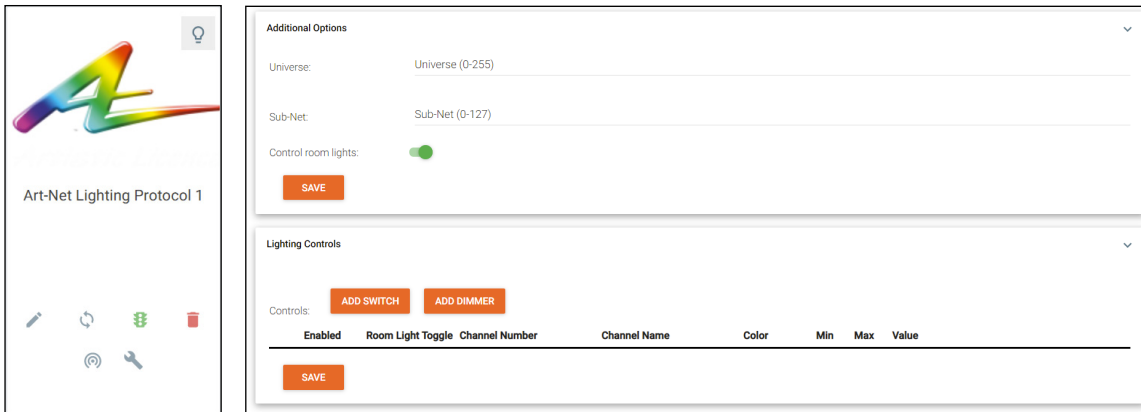 Art-Net Lighting Protocol 1
Additional Options
Universe: Universe (0-255)
Sub-Net: Sub-Net (0-127)
Control room lights:
SAVE
Lighting Controls
Controls: ADD SWITCH ADD DIMMER
Enabled Room Light Toggle Channel Number Channel Name Color Min Max Value
SAVE